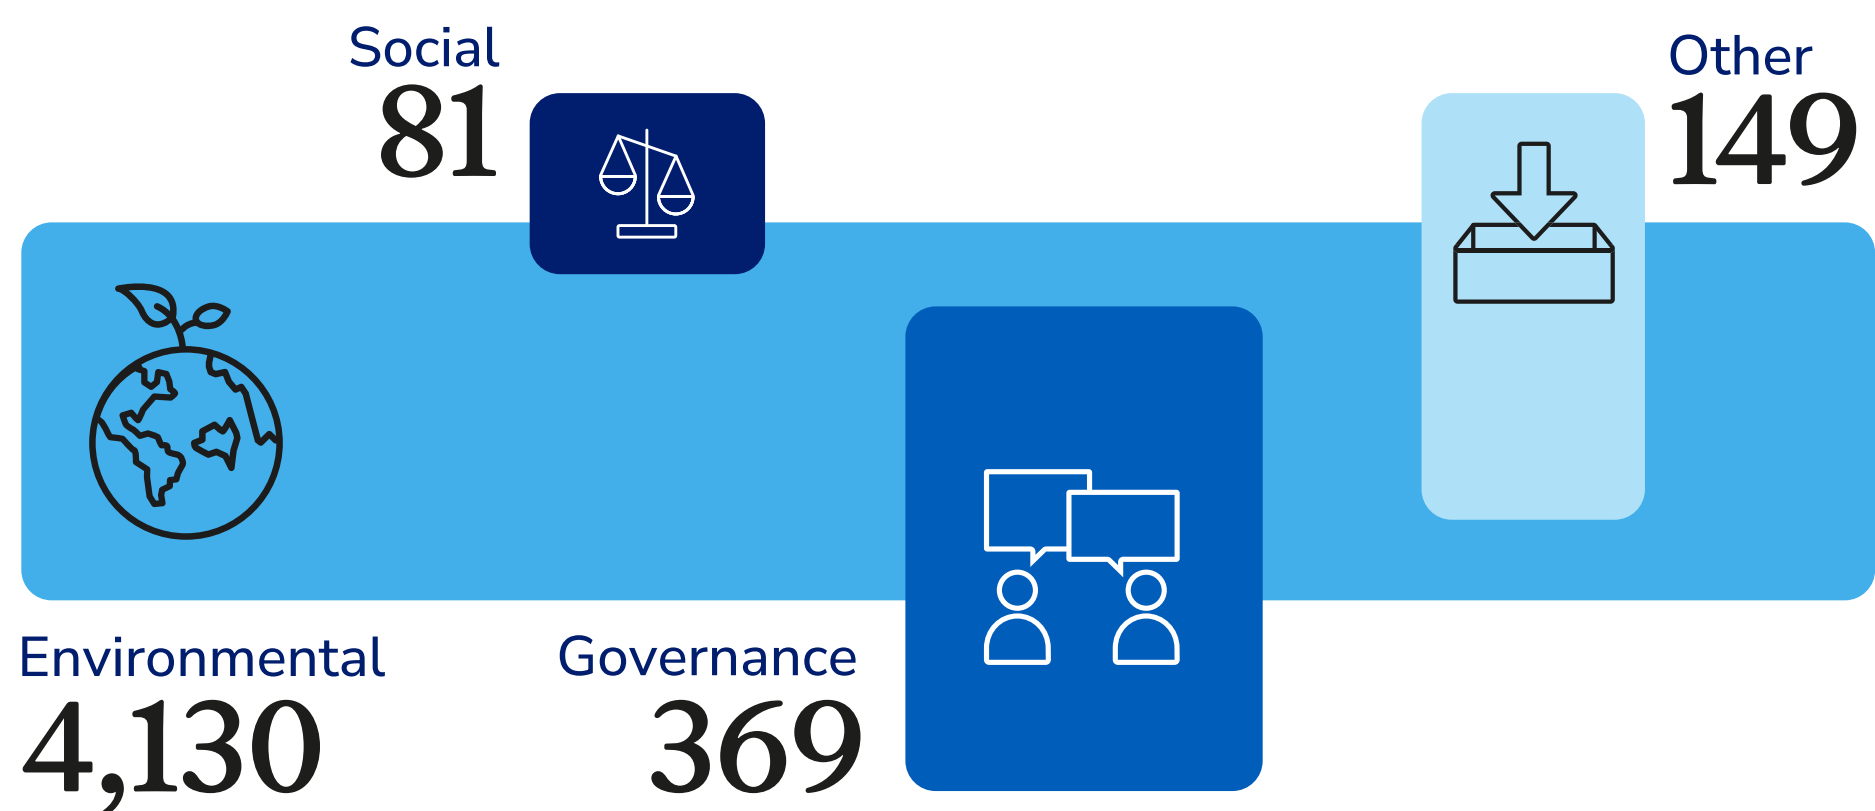 Social
81
Other
149
Environmental
4,130
Governance
369